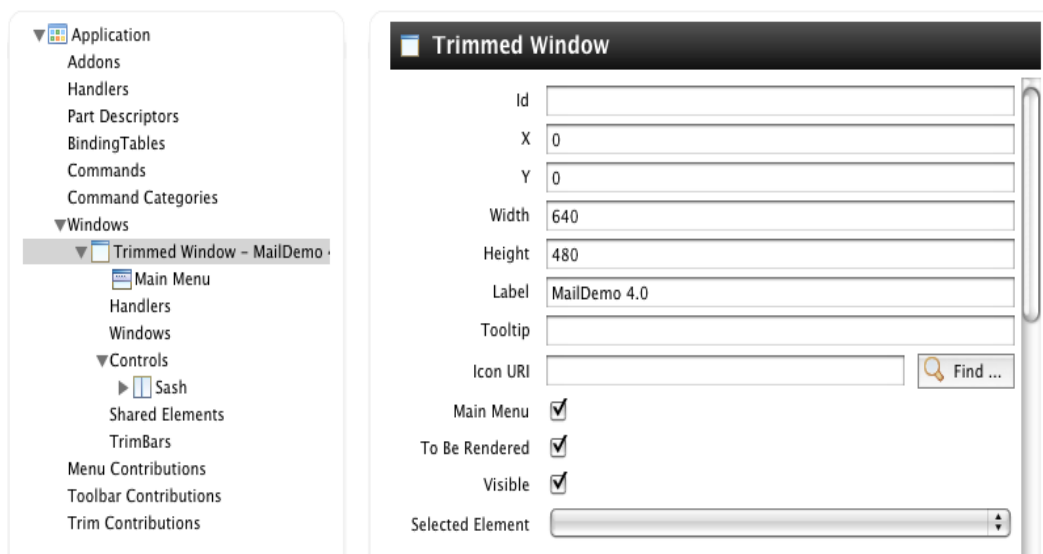 Application
Addons
Handlers
Part Descriptors
BindingTables
Commands
Command Categories
Windows
Trimmed Window – MailDemo
Main Menu
Handlers
Windows
Controls
Sash
Shared Elements
TrimBars
Menu Contributions
Toolbar Contributions
Trim Contributions
Trimmed Window
Id
X 0
Y 0
Width 640
Height 480
Label MailDemo 4.0
Tooltip
Icon URI Find ...
Main Menu
To Be Rendered
Visible
Selected Element